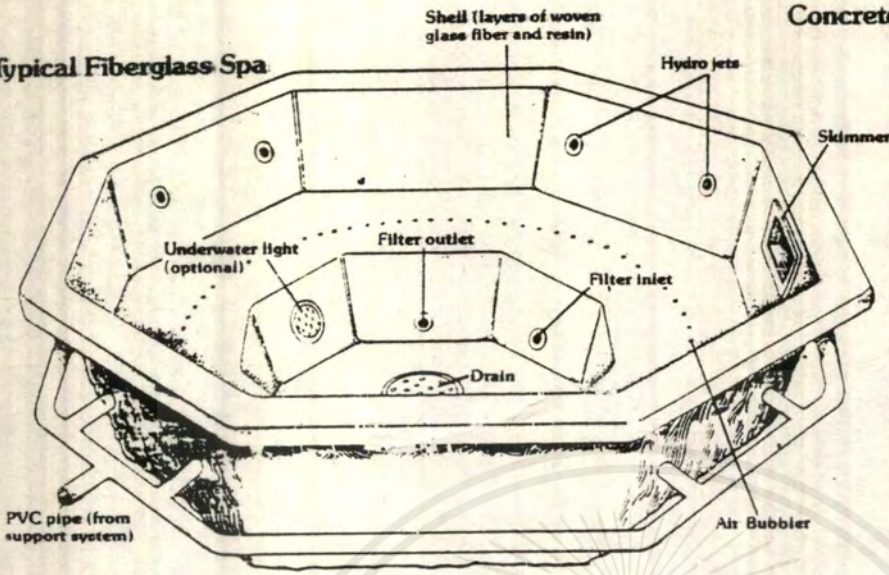 Shell (layers of woven
glass fiber and resin)
Concrete
Typical Fiberglass Spa
Hydro jets
Skimmer
Underwater light
(optional)
Filter outlet
Filter inlet
Drain
PVC pipe (from
support system)
Air Bubbler